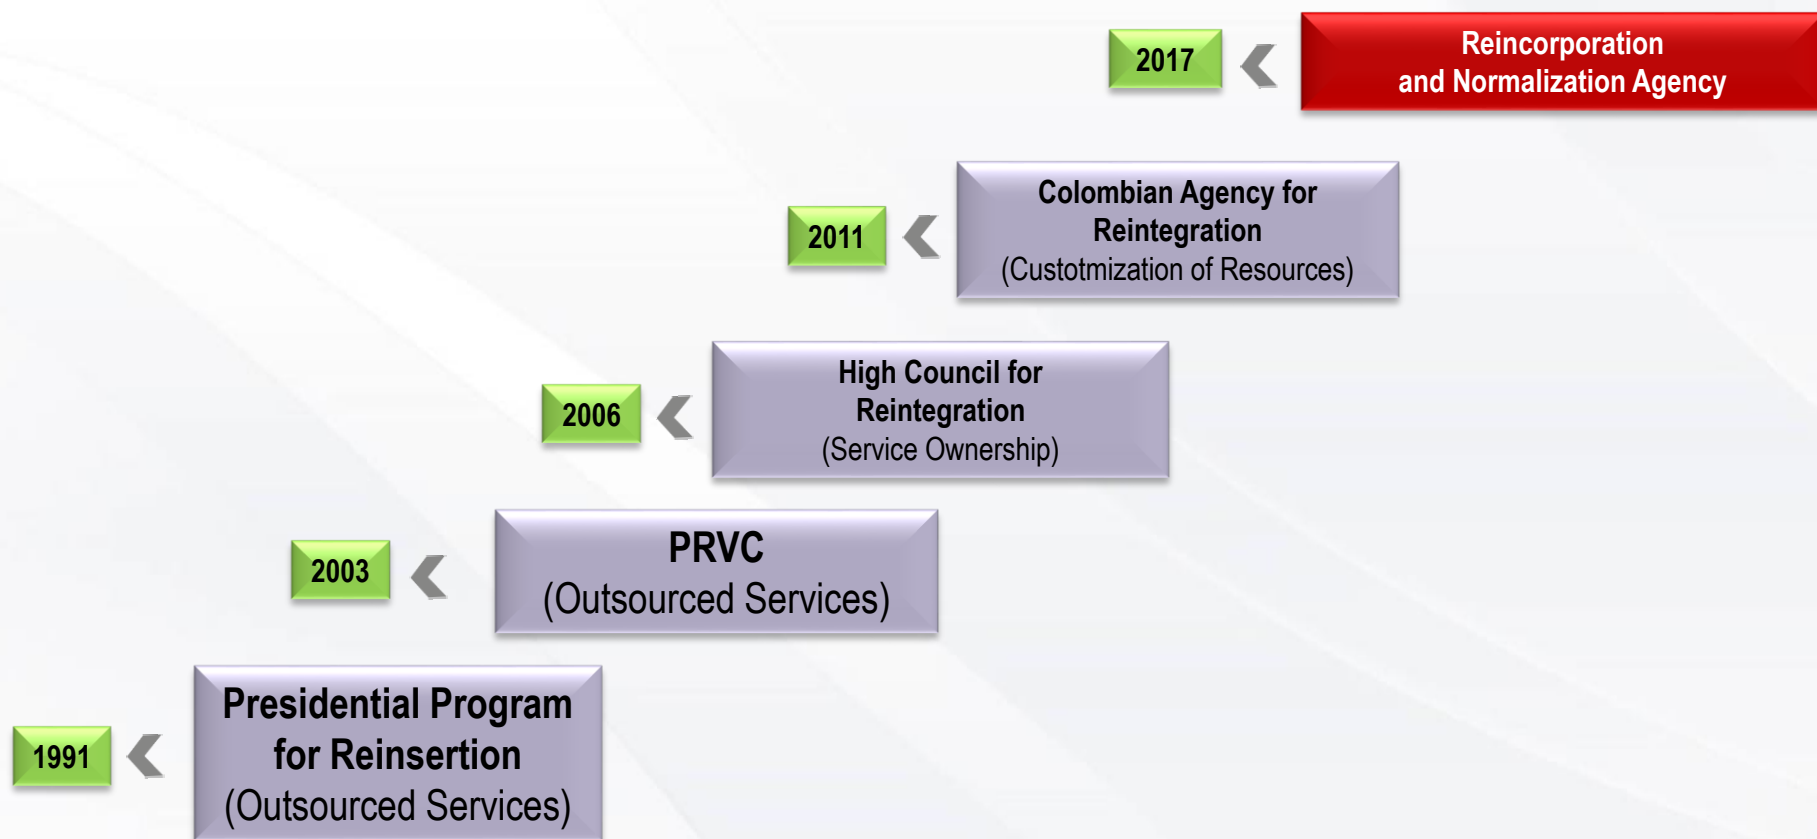 2017
Reincorporation
and Normalization Agency
2011
Colombian Agency for
Reintegration
(Custotmization of Resources)
2006
High Council for
Reintegration
(Service Ownership)
2003
PRVC
(Outsourced Services)
1991
Presidential Program
for Reinsertion
(Outsourced Services)